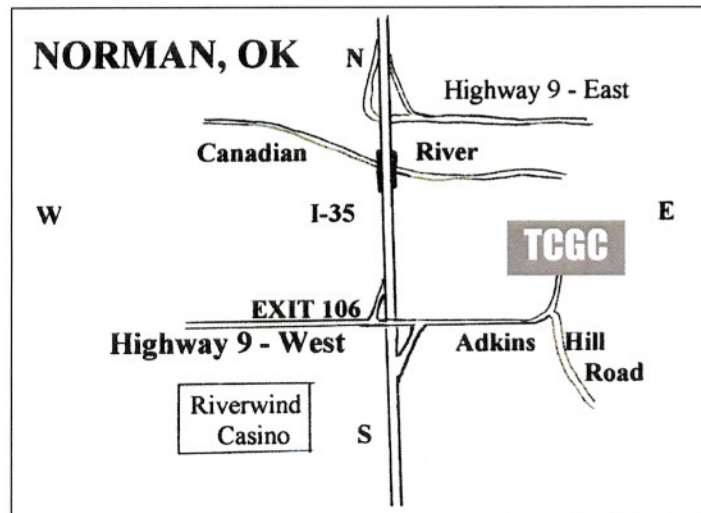 NORMAN, OK
N
Highway 9 - East
Canadian River
W
I-35
E
TCGC
EXIT 106
Highway 9 - West
Adkins Hill
Road
Riverwind
Casino
S